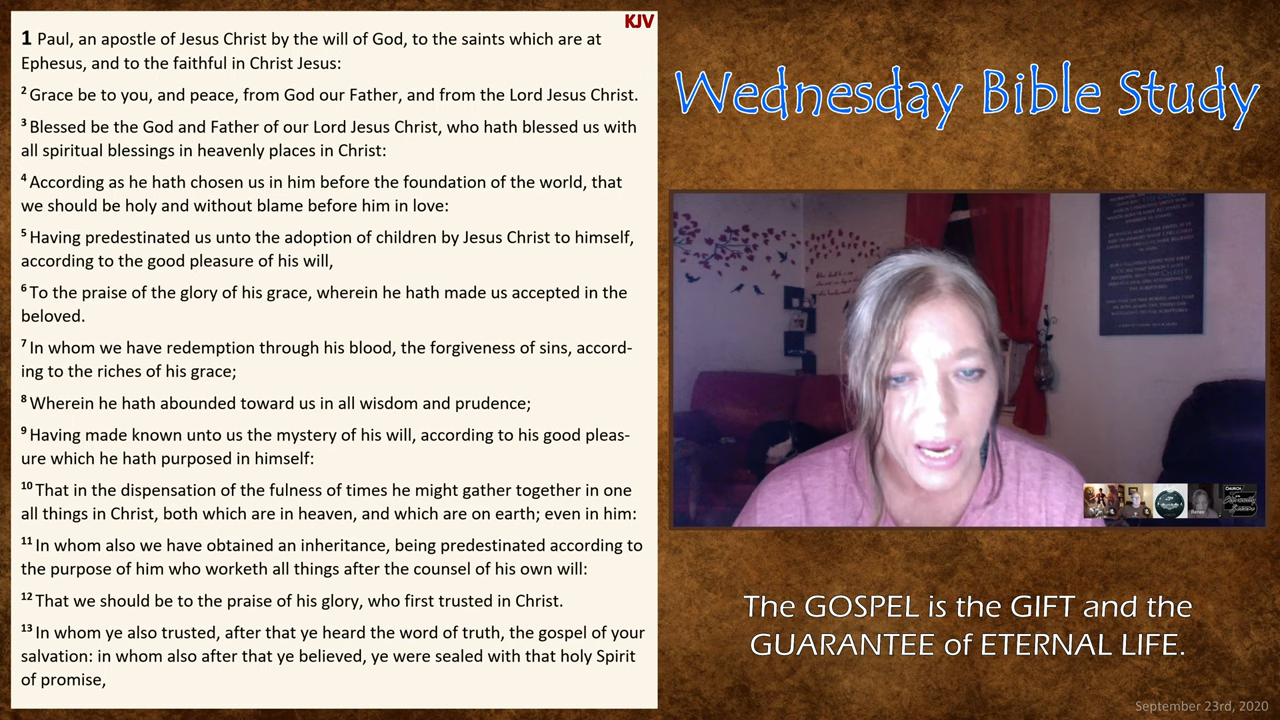 KJV
1 Paul, an apostle of Jesus Christ by the will of God, to the saints which are at
Ephesus, and to the faithful in Christ Jesus:
2 Grace be to you, and peace, from God our Father, and from the Lord Jesus Christ.
3 Blessed be the God and Father of our Lord Jesus Christ, who hath blessed us with
all spiritual blessings in heavenly places in Christ:
4 According as he hath chosen us in him before the foundation of the world, that
we should be holy and without blame before him in love:
5 Having predestinated us unto the adoption of children by Jesus Christ to himself,
according to the good pleasure of his will,
6 To the praise of the glory of his grace, wherein he hath made us accepted in the
beloved.
7 In whom we have redemption through his blood, the forgiveness of sins, accord-
ing to the riches of his grace;
8 Wherein he hath abounded toward us in all wisdom and prudence;
9 Having made known unto us the mystery of his will, according to his good pleas-
ure which he hath purposed in himself:
10 That in the dispensation of the fulness of times he might gather together in one
all things in Christ, both which are in heaven, and which are on earth; even in him:
11 In whom also we have obtained an inheritance, being predestinated according to
the purpose of him who worketh all things after the counsel of his own will:
12 That we should be to the praise of his glory, who first trusted in Christ.
13 In whom ye also trusted, after that ye heard the word of truth, the gospel of your
salvation: in whom also after that ye believed, ye were sealed with that holy Spirit
of promise,
Wednesday Bible Study
The GOSPEL is the GIFT and the
GUARANTEE of ETERNAL LIFE.
September 23rd, 2020